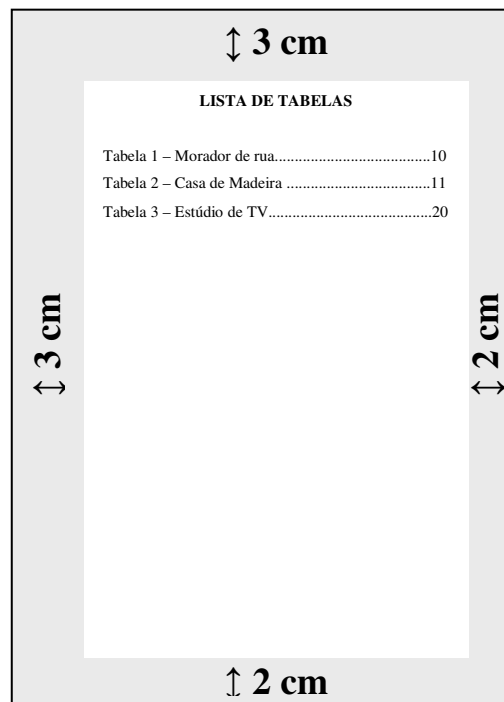 ↕ 3 cm
LISTA DE TABELAS
Tabela 1 – Morador de rua.......................................10
Tabela 2 – Casa de Madeira ....................................11
Tabela 3 – Estúdio de TV.........................................20
↕ 3 cm
↕ 2 cm
↕ 2 cm